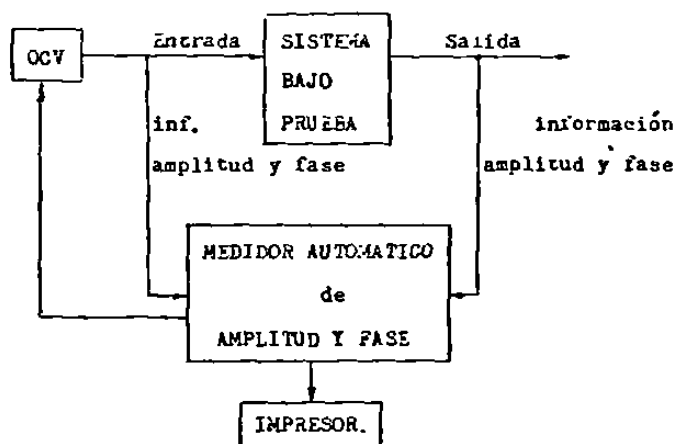 OCV
Entrada
SISTEMA
BAJO
PRUEBA
Salida
inf.
amplitud y fase
información
amplitud y fase
MEDIDOR AUTOMATICO
de
AMPLITUD Y FASE
IMPRESOR.